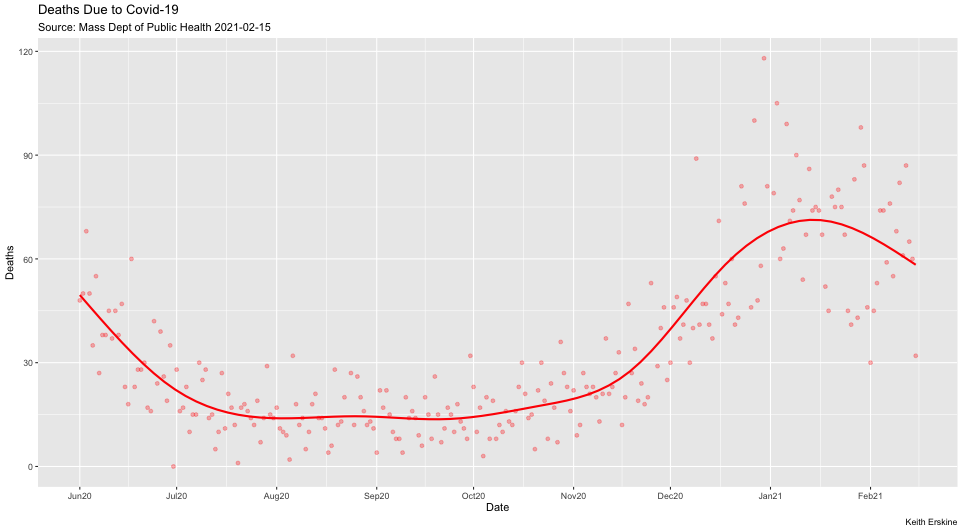 Deaths Due to Covid-19
Source: Mass Dept of Public Health 2021-02-15
120
90
60
30
0
Deaths
Jun20 Jul20 Aug20 Sep20 Oct20 Nov20 Dec20 Jan21 Feb21
Date
Keith Erskine